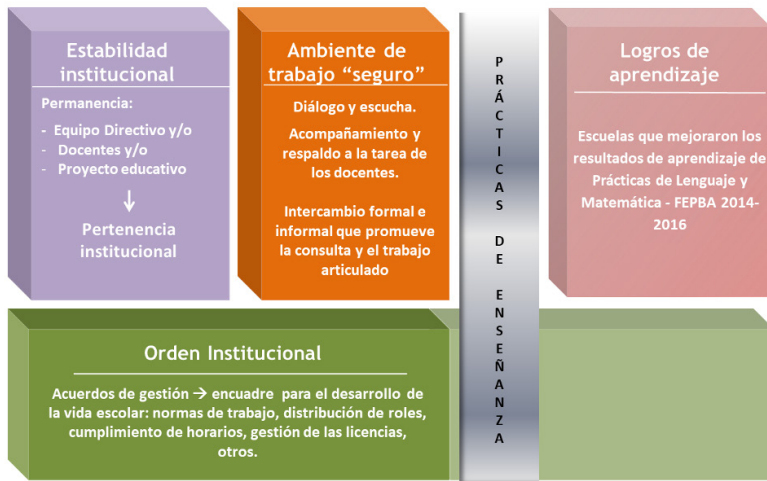 Estabilidad
institucional
Permanencia:
- Equipo Directivo y/o
- Docentes y/o
- Proyecto educativo
↓
Pertenencia
institucional
Ambiente de
trabajo “seguro”
Diálogo y escucha.
Acompañamiento y
respaldo a la tarea de
los docentes.
Intercambio formal e
informal que promueve
la consulta y el trabajo
articulado
PRÁCTICAS DE ENSEÑANZA
Logros de
aprendizaje
Escuelas que mejoraron los
resultados de aprendizaje de
Prácticas de Lenguaje y
Matemática - FEPBA 2014-
2016
Orden Institucional
Acuerdos de gestión → encuadre para el desarrollo de
la vida escolar: normas de trabajo, distribución de roles,
cumplimiento de horarios, gestión de las licencias,
otros.